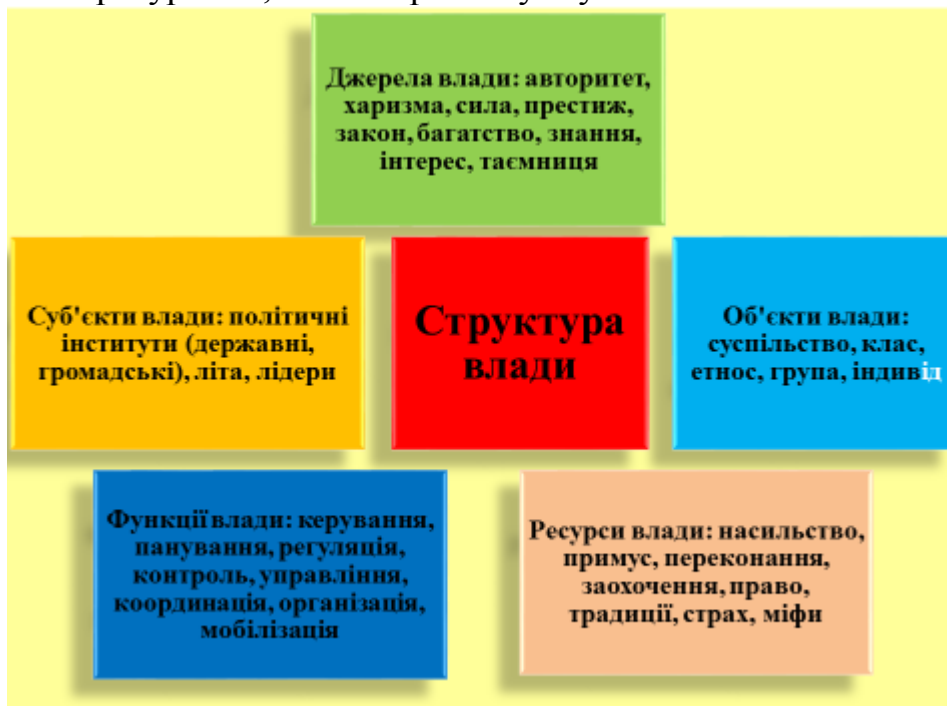 Джерела влади: авторитет,
харизма, сила, престиж,
закон, багатство, знання,
інтерес, таємниця
Суб'єкти влади: політичні
інститути (державні,
громадські), літа, лідери
Структура
влади
Об'єкти влади:
суспільство, клас,
етнос, група, індивід
Функції влади: керування,
панування, регуляція,
контроль, управління,
координація, організація,
мобілізація
Ресурси влади: насильство,
примус, переконання,
заохочення, право,
традиції, страх, міфи